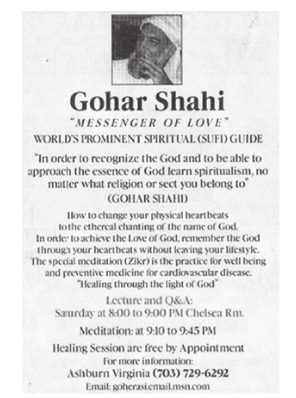 Gohar Shahi
"MESSENGER OF LOVE"
WORLD'S PROMINENT SPIRITUAL (SUFI) GUIDE
"In order to recognize the God and to be able to
approach the essence of God learn spiritualism, no
matter what religion or sect you belong to"
(GOHAR SHAHI)
How to change your physical heartbeats
to the ethereal chanting of the name of God.
In order to achieve the Love of God, remember the God
through your heartbeats without leaving your lifestyle.
The special meditation (Zikr) is the practice for well being
and preventive medicine for cardiovascular disease.
"Healing through the light of God"
Lecture and Q&A:
Saturday at 8:00 to 9:00 PM Chelsea Rm.
Meditation: at 9:10 to 9:45 PM
Healing Session are free by Appointment
For more information:
Ashburn Virginia (703) 729-6292
Email: goherasi.email.msn.com